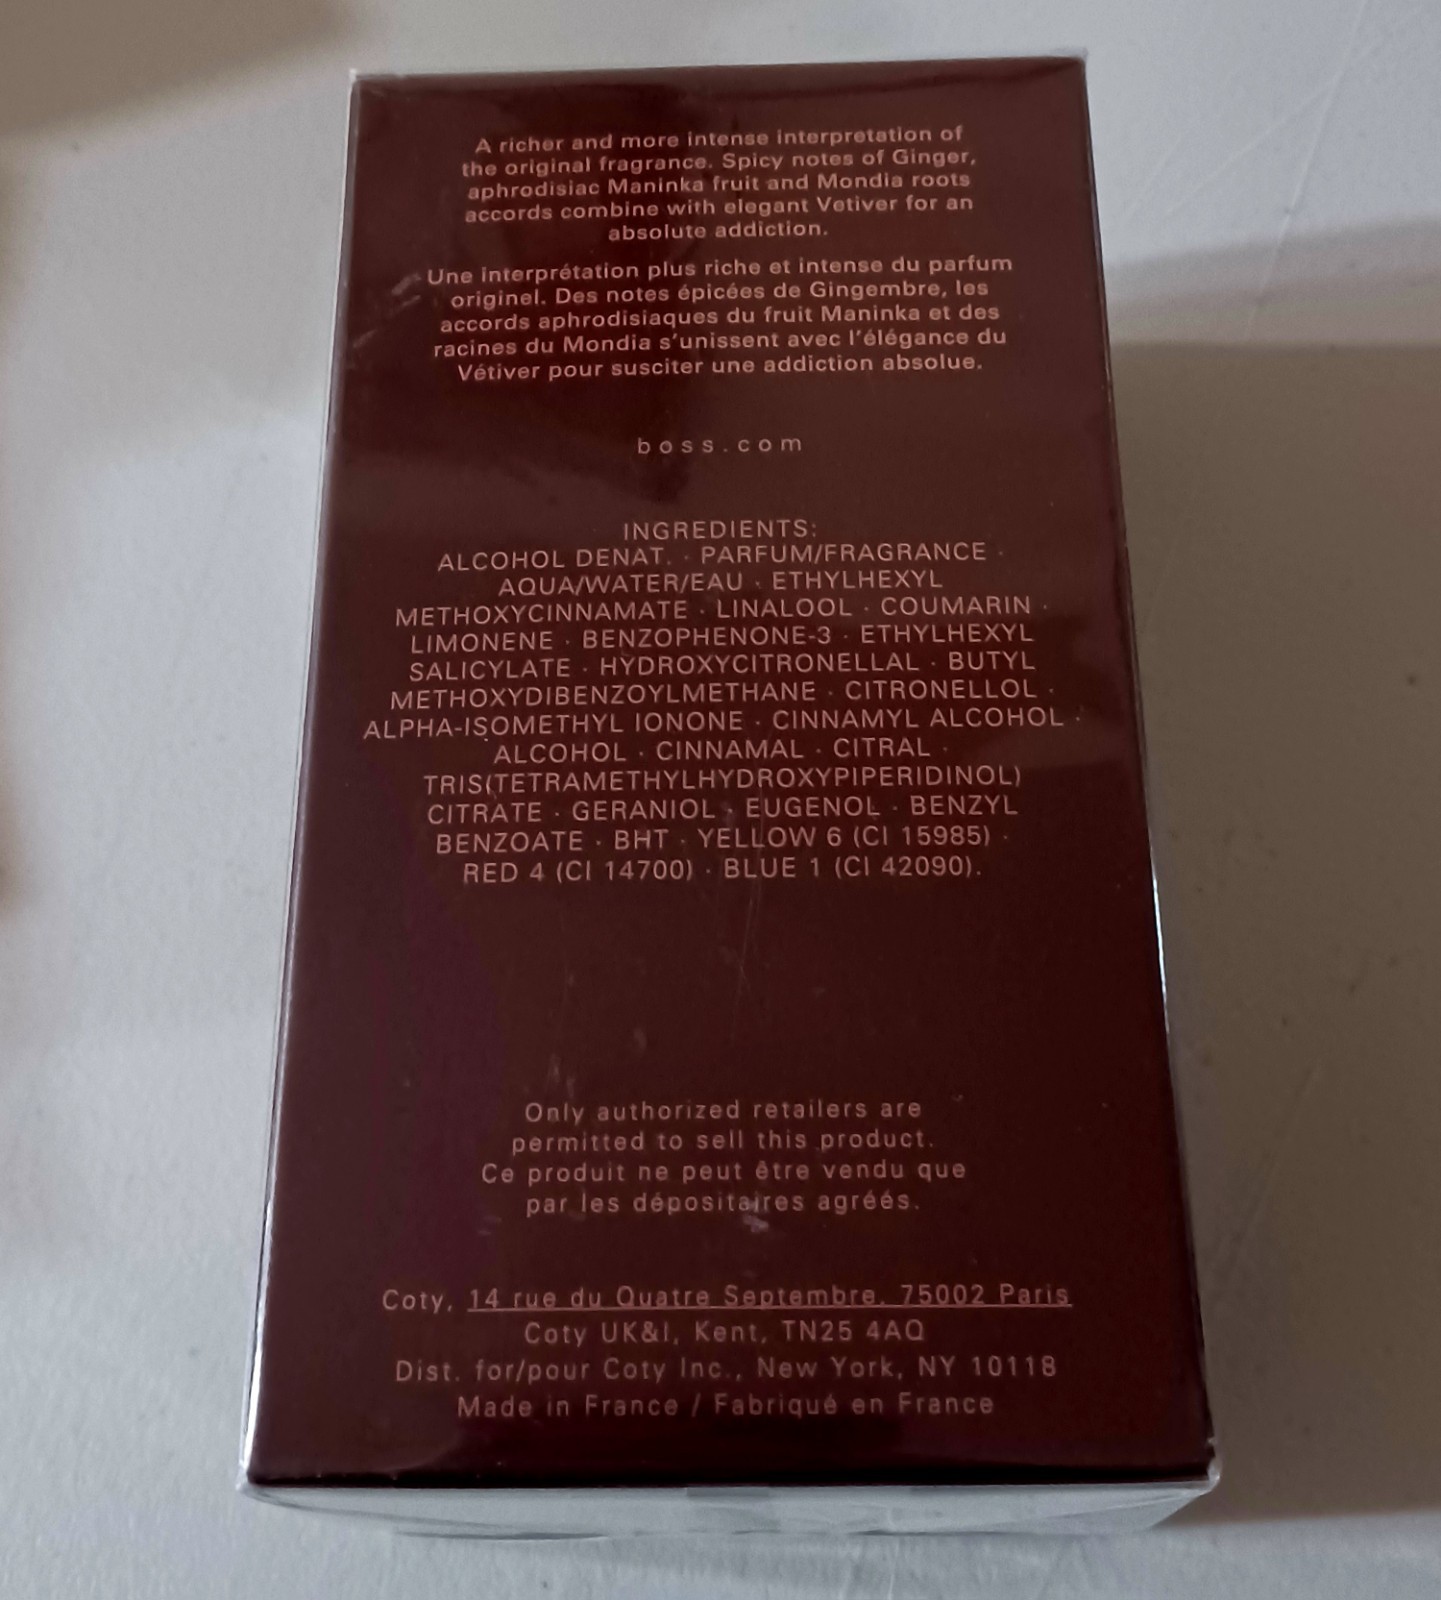 A richer and more intense interpretation of
the original fragrance. Spicy notes of Ginger,
aphrodisiac Maninka fruit and Mondia roots
accords combine with elegant Vetiver for an
absolute addiction.
Une interprétation plus riche et intense du parfum
originel. Des notes épicées de Gingembre, les
accords aphrodisiaques du fruit Maninka et des
racines du Mondia s'unissent avec l'élégance du
Vétiver pour susciter une addiction absolue.
boss.com
INGREDIENTS:
ALCOHOL DENAT. · PARFUM/FRAGRANCE ·
AQUA/WATER/EAU · ETHYLHEXYL
METHOXYCINNAMATE · LINALOOL · COUMARIN ·
LIMONENE · BENZOPHENONE-3 · ETHYLHEXYL
SALICYLATE · HYDROXYCITRONELLAL · BUTYL
METHOXYDIBENZOYLMETHANE · CITRONELLOL ·
ALPHA-ISOMETHYL IONONE · CINNAMYL ALCOHOL ·
ALCOHOL · CINNAMAL · CITRAL ·
TRIS(TETRAMETHYLHYDROXYPIPERIDINOL)
CITRATE · GERANIOL · EUGENOL · BENZYL
BENZOATE · BHT · YELLOW 6 (CI 15985) ·
RED 4 (CI 14700) · BLUE 1 (CI 42090).
Only authorized retailers are
permitted to sell this product.
Ce produit ne peut être vendu que
par les dépositaires agréés.
Coty, 14 rue du Quatre Septembre, 75002 Paris
Coty UK&I, Kent, TN25 4AQ
Dist. for/pour Coty Inc., New York, NY 10118
Made in France / Fabriqué en France